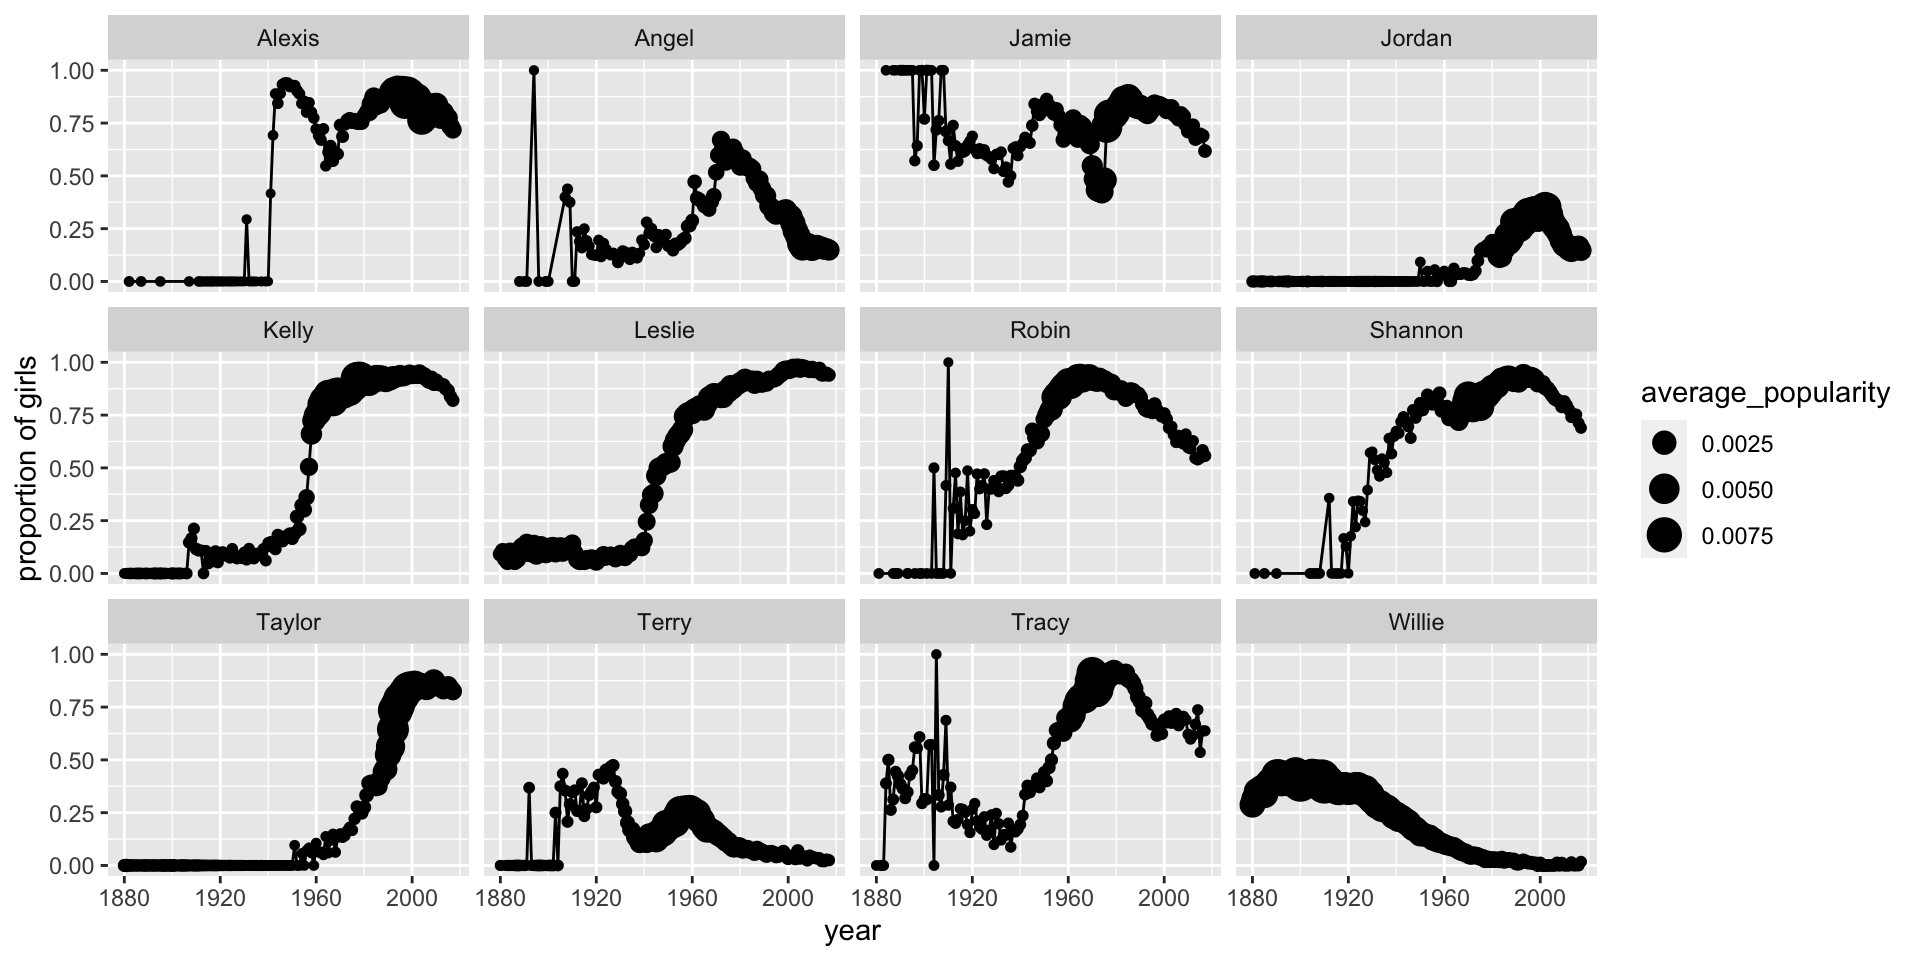 Alexis
Angel
Jamie
Jordan
1.00
0.75
0.50
0.25
0.00
Kelly
Leslie
Robin
Shannon
1.00
0.75
0.50
0.25
0.00
Taylor
Terry
Tracy
Willie
1.00
0.75
0.50
0.25
0.00
1880 1920 1960 2000
1880 1920 1960 2000
1880 1920 1960 2000
1880 1920 1960 2000
year
proportion of girls
average_popularity
0.0025
0.0050
0.0075